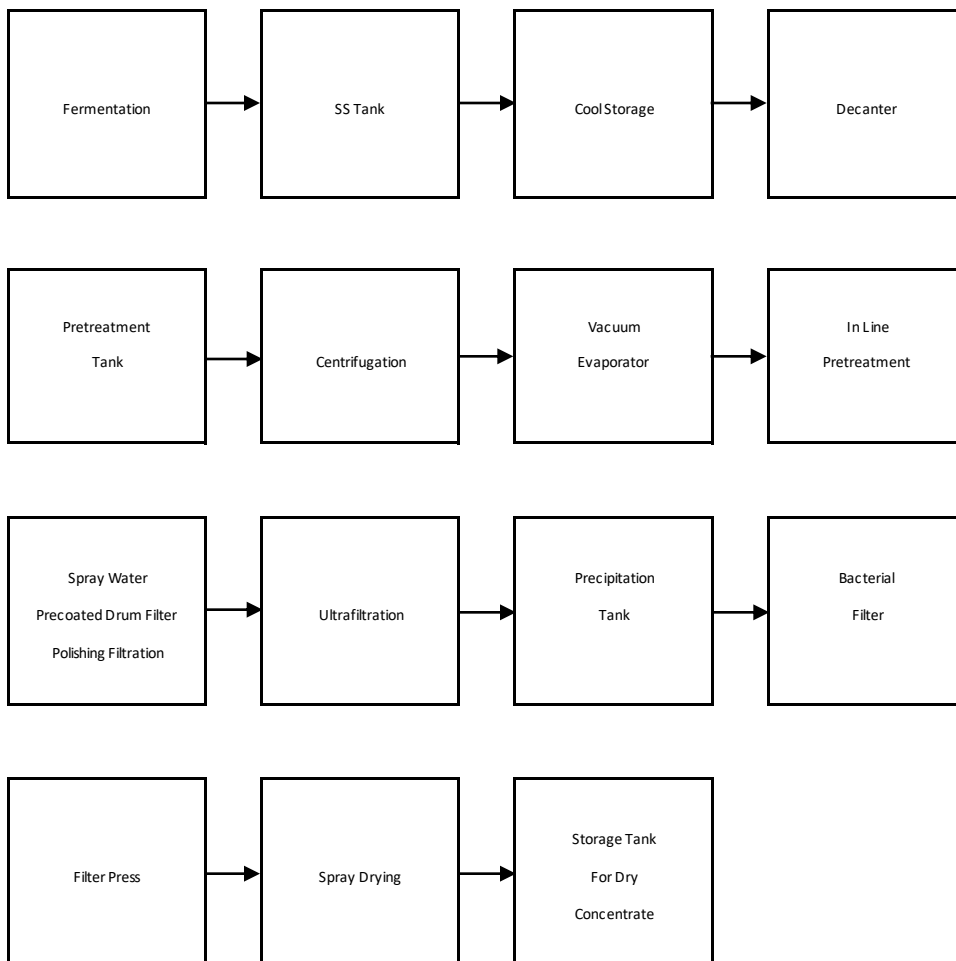 Fermentation
SS Tank
Cool Storage
Decanter
Pretreatment
Tank
Centrifugation
Vacuum
Evaporator
In Line
Pretreatment
Spray Water
Precoated Drum Filter
Polishing Filtration
Ultrafiltration
Precipitation
Tank
Bacterial
Filter
Filter Press
Spray Drying
Storage Tank
For Dry
Concentrate